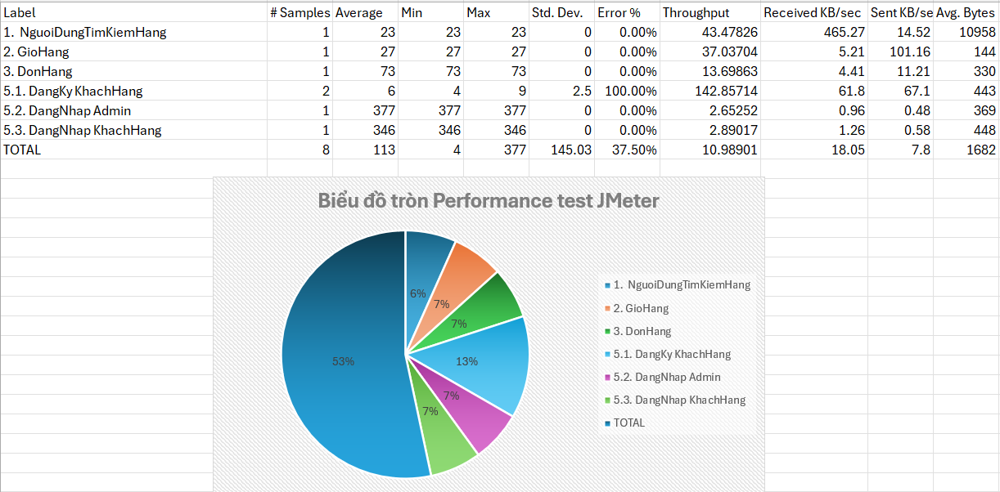 Label # Samples Average Min Max Std. Dev. Error % Throughput Received KB/sec Sent KB/se Avg. Bytes
1.  NguoiDungTimKiemHang 1 23 23 23 0 0.00% 43.47826 465.27 14.52 10958
2. GioHang 1 27 27 27 0 0.00% 37.03704 5.21 101.16 144
3. DonHang 1 73 73 73 0 0.00% 13.69863 4.41 11.21 330
5.1. DangKy KhachHang 2 6 4 9 2.5 100.00% 142.85714 61.8 67.1 443
5.2. DangNhap Admin 1 377 377 377 0 0.00% 2.65252 0.96 0.48 369
5.3. DangNhap KhachHang 1 346 346 346 0 0.00% 2.89017 1.26 0.58 448
TOTAL 8 113 4 377 145.03 37.50% 10.98901 18.05 7.8 1682
Biểu đồ tròn Performance test JMeter
6%
7%
7%
13%
7%
7%
53%
1.  NguoiDungTimKiemHang
2. GioHang
3. DonHang
5.1. DangKy KhachHang
5.2. DangNhap Admin
5.3. DangNhap KhachHang
TOTAL